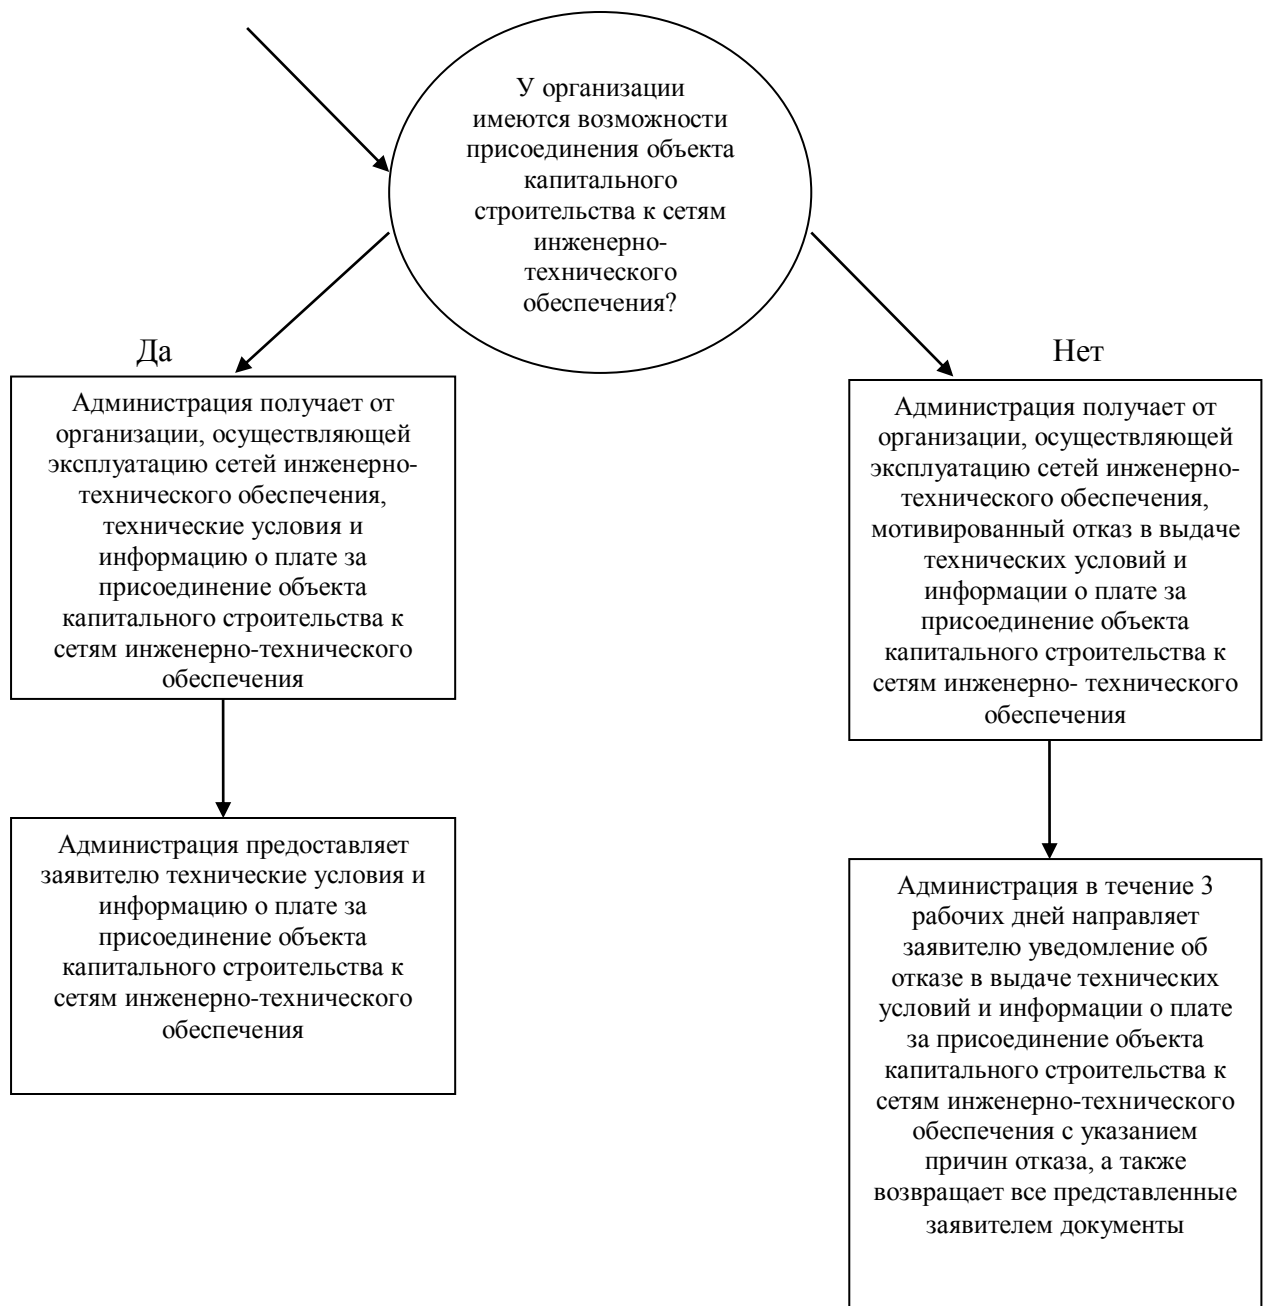 У организации
имеются возможности
присоединения объекта
капитального
строительства к сетям
инженерно-
технического
обеспечения?
Да
Администрация получает от
организации, осуществляющей
эксплуатацию сетей инженерно-
технического обеспечения,
технические условия и
информацию о плате за
присоединение объекта
капитального строительства к
сетям инженерно-технического
обеспечения
Администрация предоставляет
заявителю технические условия и
информацию о плате за
присоединение объекта
капитального строительства к
сетям инженерно-технического
обеспечения
Нет
Администрация получает от
организации, осуществляющей
эксплуатацию сетей инженерно-
технического обеспечения,
мотивированный отказ в выдаче
технических условий и
информации о плате за
присоединение объекта
капитального строительства к
сетям инженерно- технического
обеспечения
Администрация в течение 3
рабочих дней направляет
заявителю уведомление об
отказе в выдаче технических
условий и информации о плате
за присоединение объекта
капитального строительства к
сетям инженерно-технического
обеспечения с указанием
причин отказа, а также
возвращает все представленные
заявителем документы